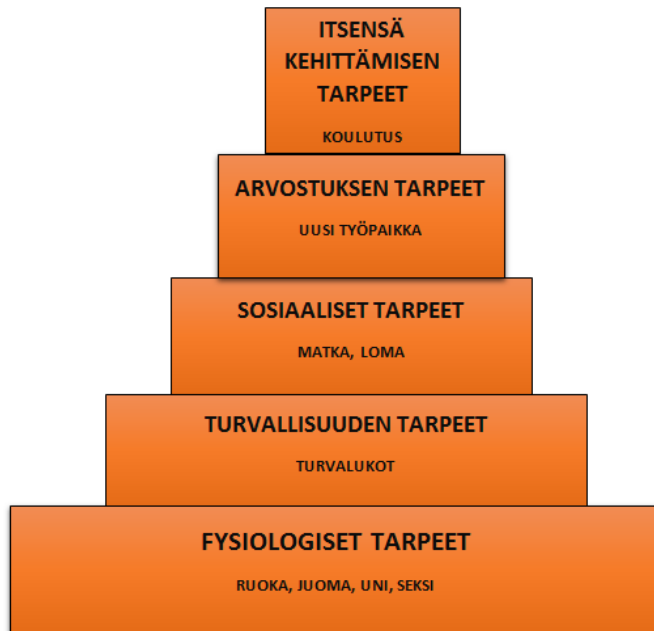 ITSENSÄ
KEHITTÄMISEN
TARPEET
KOULUTUS
ARVOSTUKSEN TARPEET
UUSI TYÖPAIKKA
SOSIAALISET TARPEET
MATKA, LOMA
TURVALLISUUDEN TARPEET
TURVALUKOT
FYSIOLOGISET TARPEET
RUOKA, JUOMA, UNI, SEKSI